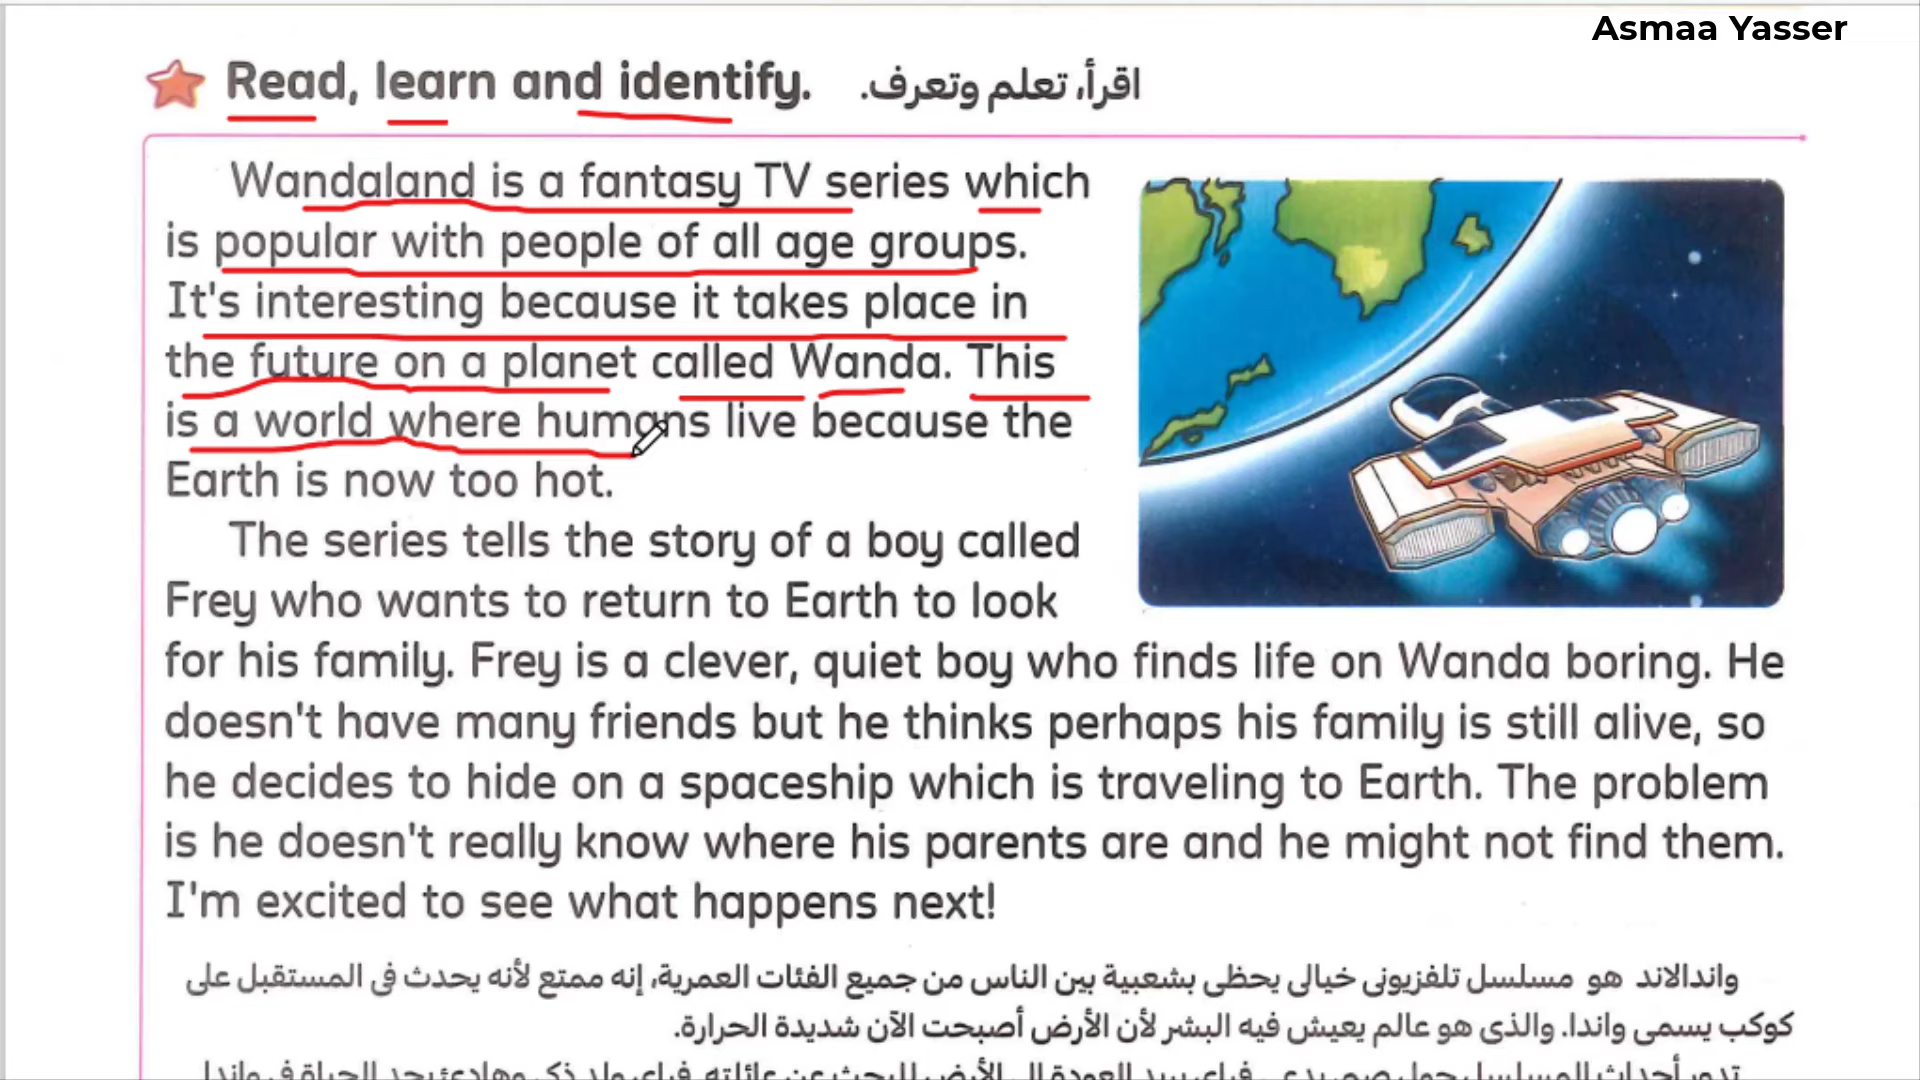 Asmaa Yasser
Read, learn and identify. اقرأ، تعلم وتعرف.
Wandaland is a fantasy TV series which
is popular with people of all age groups.
It's interesting because it takes place in
the future on a planet called Wanda. This
is a world where humans live because the
Earth is now too hot.
The series tells the story of a boy called
Frey who wants to return to Earth to look
for his family. Frey is a clever, quiet boy who finds life on Wanda boring. He
doesn't have many friends but he thinks perhaps his family is still alive, so
he decides to hide on a spaceship which is traveling to Earth. The problem
is he doesn't really know where his parents are and he might not find them.
I'm excited to see what happens next!
واندالاند هو مسلسل تلفزيونى خيالى يحظى بشعبية بين الناس من جميع الفئات العمرية، إنه ممتع لأنه يحدث فى المستقبل على
كوكب يسمى واندا. والذى هو عالم يعيش فيه البشر لأن الأرض أصبحت الآن شديدة الحرارة.